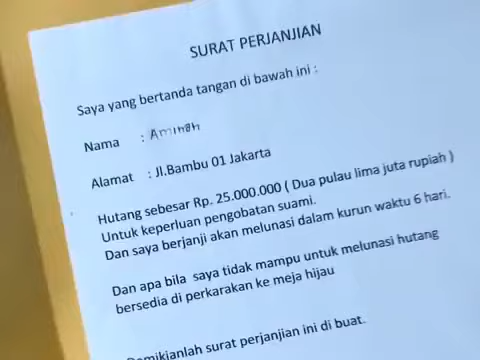 SURAT PERJANJIAN
Saya yang bertanda tangan di bawah ini :
Nama : Aminah
Alamat : Jl.Bambu 01 Jakarta
Hutang sebesar Rp. 25.000.000 ( Dua pulau lima juta rupiah )
Untuk keperluan pengobatan suami.
Dan saya berjanji akan melunasi dalam kurun waktu 6 hari.
Dan apa bila saya tidak mampu untuk melunasi hutang
bersedia di perkarakan ke meja hijau
Demikianlah surat perjanjian ini di buat.